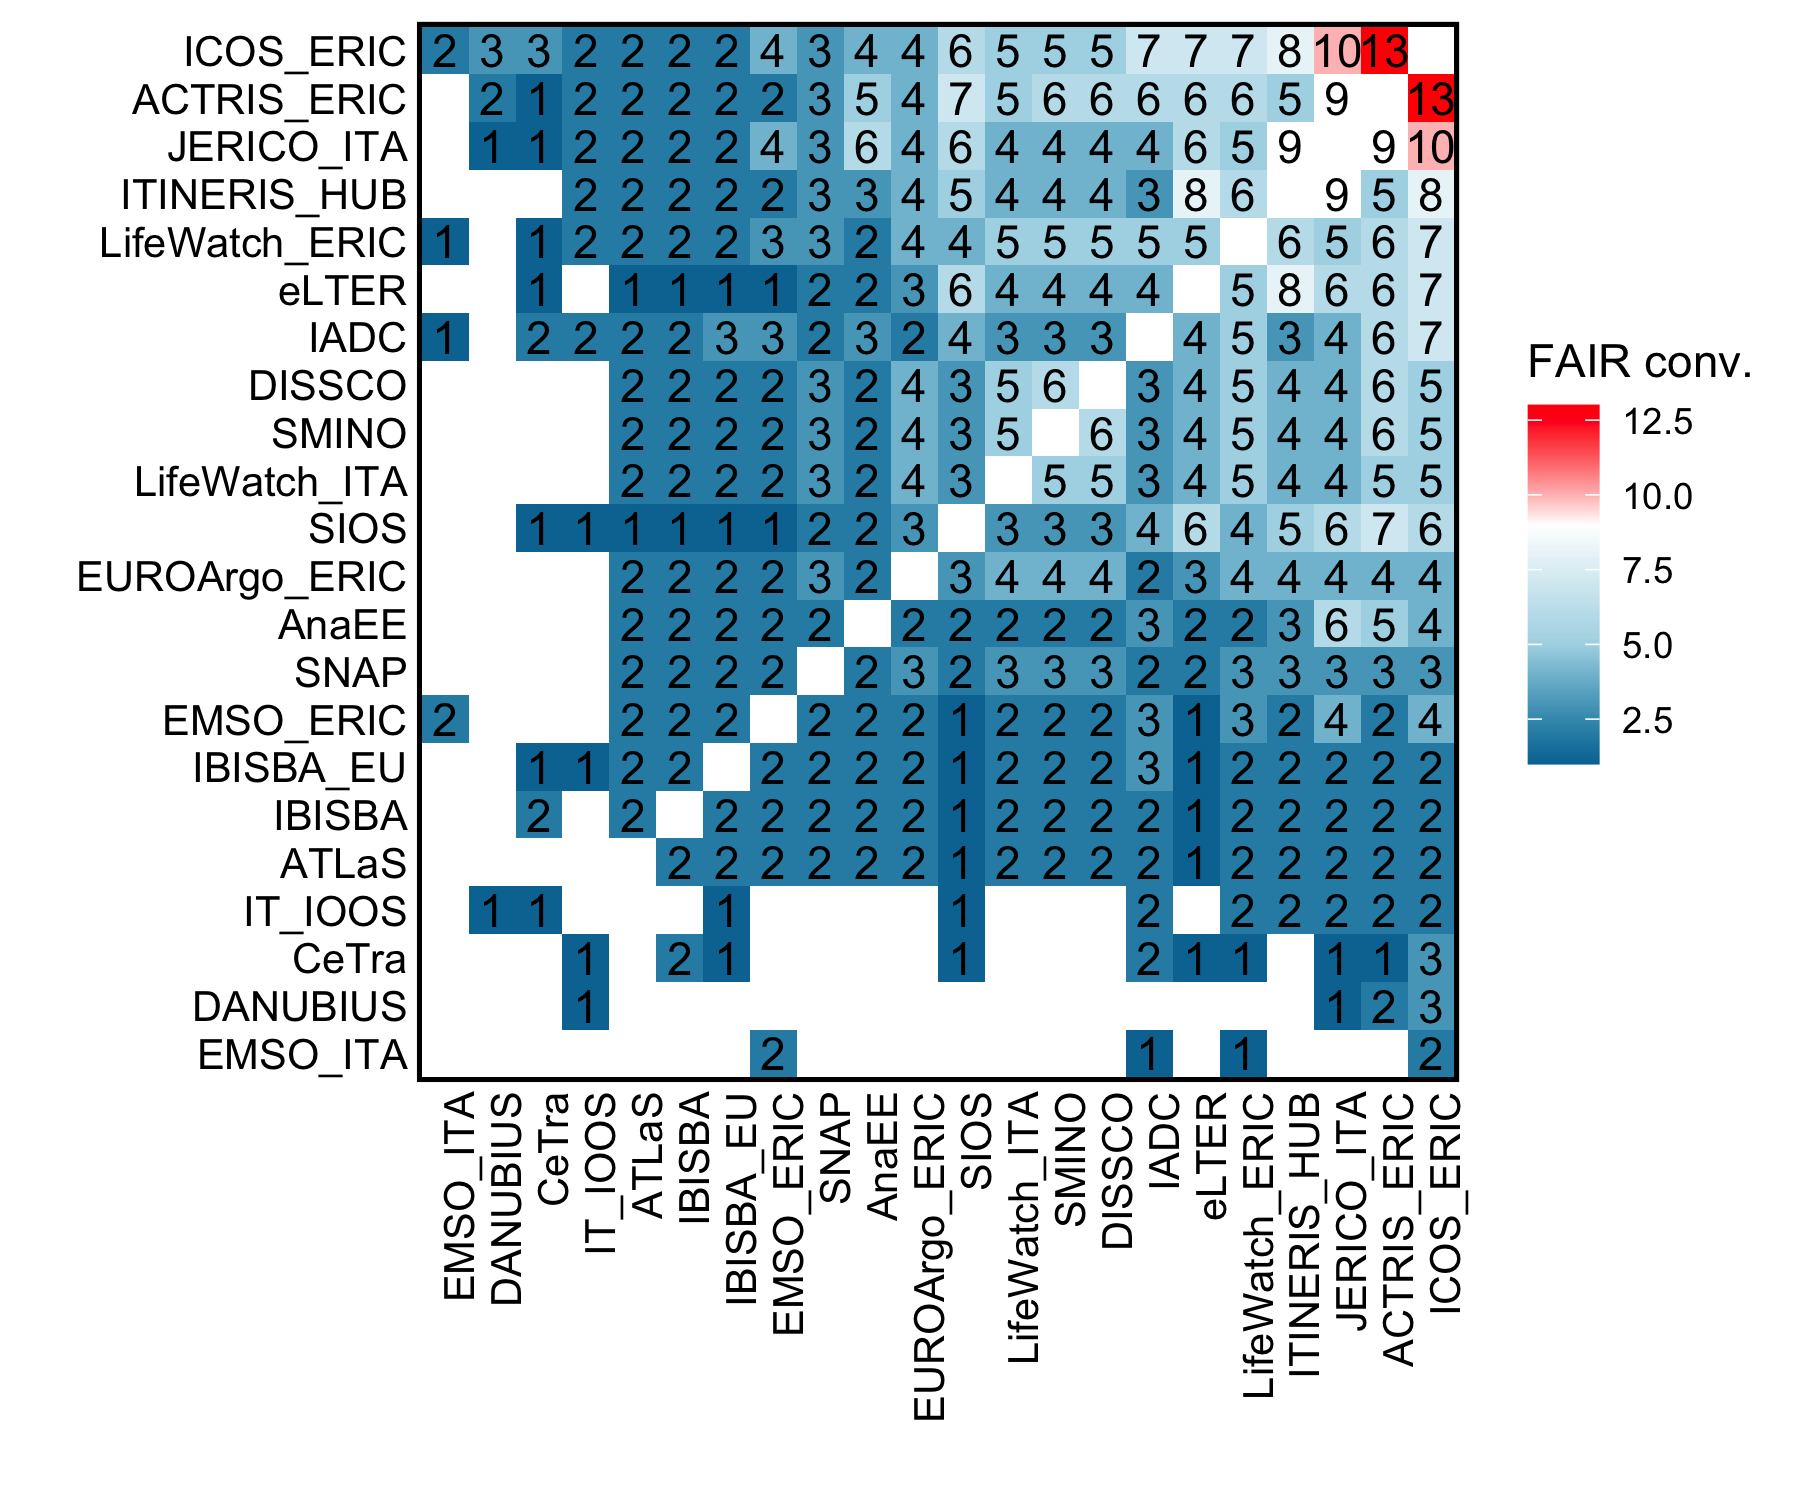 ICOS_ERIC 2 3 3 2 2 2 2 4 3 4 4 6 5 5 5 7 7 7 8 10 13
ACTRIS_ERIC 2 1 2 2 2 2 2 3 5 4 7 5 6 6 6 6 6 5 9 13
JERICO_ITA 1 1 2 2 2 2 4 3 6 4 6 4 4 4 4 6 5 9 9 10
ITINERIS_HUB 2 2 2 2 2 3 3 4 5 4 4 4 3 8 6 9 5 8
LifeWatch_ERIC 1 1 2 2 2 2 3 3 2 4 4 5 5 5 5 5 6 5 6 7
eLTER 1 1 1 1 1 2 2 3 6 4 4 4 4 5 8 6 6 7
IADC 1 2 2 2 2 3 3 2 3 2 4 3 3 3 4 5 3 4 6 7
DISSCO 2 2 2 2 3 2 4 3 5 6 3 4 5 4 4 6 5
SMINO 2 2 2 2 3 2 4 3 5 6 3 4 5 4 4 6 5
LifeWatch_ITA 2 2 2 2 3 2 4 3 5 5 3 4 5 4 4 5 5
SIOS 1 1 1 1 1 1 2 2 3 3 3 3 4 6 4 5 6 7 6
EUROArgo_ERIC 2 2 2 2 3 2 3 4 4 4 2 3 4 4 4 4 4
AnaEE 2 2 2 2 2 2 2 2 2 2 3 2 2 3 6 5 4
SNAP 2 2 2 2 2 3 2 3 3 3 2 2 3 3 3 3 3
EMSO_ERIC 2 2 2 2 2 2 2 1 2 2 2 3 1 3 2 4 2 4
IBISBA_EU 1 1 2 2 2 2 2 2 1 2 2 2 3 1 2 2 2 2 2
IBISBA 2 2 2 2 2 2 2 1 2 2 2 2 1 2 2 2 2 2
ATLaS 2 2 2 2 2 2 1 2 2 2 2 1 2 2 2 2 2
IT_IOOS 1 1 1 1 2 2 2 2 2 2
CeTra 1 2 1 1 2 1 1 1 1 3
DANUBIUS 1 1 2 3
EMSO_ITA 2 1 1 2
EMSO_ITA
DANUBIUS
CeTra
IT_IOOS
ATLaS
IBISBA
IBISBA_EU
EMSO_ERIC
SNAP
AnaEE
EUROArgo_ERIC
SIOS
LifeWatch_ITA
SMINO
DISSCO
IADC
eLTER
LifeWatch_ERIC
ITINERIS_HUB
JERICO_ITA
ACTRIS_ERIC
ICOS_ERIC
FAIR conv.
12.5
10.0
7.5
5.0
2.5